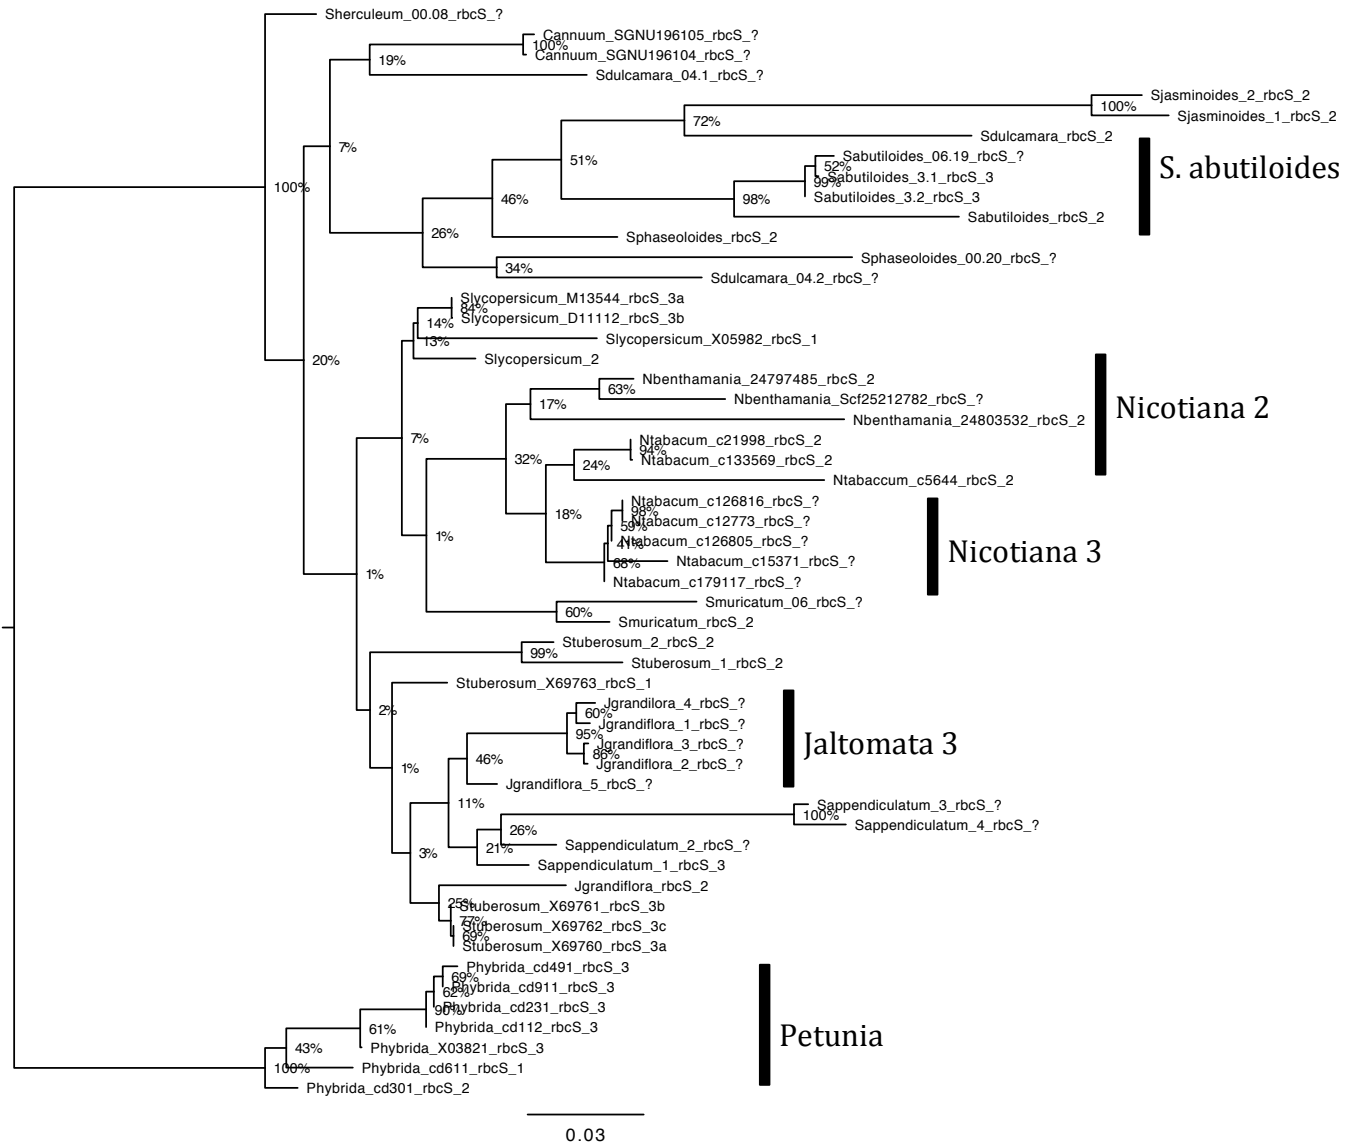 Sherculeum_00.08_rbcS_?
Cannuum_SGNU196105_rbcS_?
100%
Cannuum_SGNU196104_rbcS_?
19%
Sdulcamara_04.1_rbcS_?
Sjasminoides_2_rbcS_2
100%
Sjasminoides_1_rbcS_2
72%
Sdulcamara_rbcS_2
7%
51%
Sabutiloides_06.19_rbcS_?
52%
S. abutiloides
Sabutiloides_3.1_rbcS_3
99%
100%
Sabutiloides_3.2_rbcS_3
46%
98%
Sabutiloides_rbcS_2
26%
Sphaseoloides_rbcS_2
Sphaseoloides_00.20_rbcS_?
34%
Sdulcamara_04.2_rbcS_?
Slycopersicum_M13544_rbcS_3a
84%
Slycopersicum_D11112_rbcS_3b
14%
Slycopersicum_X05982_rbcS_1
13%
20%
Slycopersicum_2
Nbenthamania_24797485_rbcS_2
63%
Nbenthamania_Scf25212782_rbcS_?
17%
Nicotiana 2
Nbenthamania_24803532_rbcS_2
7%
Ntabacum_c21998_rbcS_2
94%
32%
Ntabacum_c133569_rbcS_2
24%
Ntabaccum_c5644_rbcS_2
Ntabacum_c126816_rbcS_?
98%
18%
Ntabacum_c12773_rbcS_?
59%
1%
Ntabacum_c126805_rbcS_?
41%
Nicotiana 3
Ntabacum_c15371_rbcS_?
68%
1%
Ntabacum_c179117_rbcS_?
Smuricatum_06_rbcS_?
60%
Smuricatum_rbcS_2
Stuberosum_2_rbcS_2
99%
Stuberosum_1_rbcS_2
Stuberosum_X69763_rbcS_1
Jgrandilora_4_rbcS_?
2%
60%
Jgrandiflora_1_rbcS_?
95%
Jgrandiflora_3_rbcS_?
Jaltomata 3
86%
46%
Jgrandiflora_2_rbcS_?
1%
Jgrandiflora_5_rbcS_?
11%
Sappendiculatum_3_rbcS_?
100%
Sappendiculatum_4_rbcS_?
26%
Sappendiculatum_2_rbcS_?
21%
3%
Sappendiculatum_1_rbcS_3
Jgrandiflora_rbcS_2
25%
Stuberosum_X69761_rbcS_3b
77%
Stuberosum_X69762_rbcS_3c
69%
Stuberosum_X69760_rbcS_3a
Phybrida_cd491_rbcS_3
69%
Phybrida_cd911_rbcS_3
62%
Phybrida_cd231_rbcS_3
90%
61%
Phybrida_cd112_rbcS_3
Petunia
43%
Phybrida_X03821_rbcS_3
100%
Phybrida_cd611_rbcS_1
Phybrida_cd301_rbcS_2
0.03